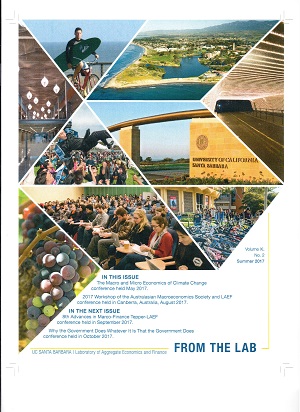 UNIVERSITY OF CALIFORNIA
SANTA BARBARA
Volume XI,
No. 2
Summer 2017
IN THIS ISSUE
The Macro and Micro Economics of Climate Change
conference held May 2017.
2017 Workshop of the Australasian Macroeconomics Society and LAEF
conference held in Canberra, Australia, August 2017.
IN THE NEXT ISSUE
8th Advances in Macro-Finance Tepper-LAEF
conference held in September 2017.
Why the Government Does Whatever It Is That the Government Does
conference held in October 2017.
UC SANTA BARBARA | Laboratory of Aggregate Economics and Finance
FROM THE LAB